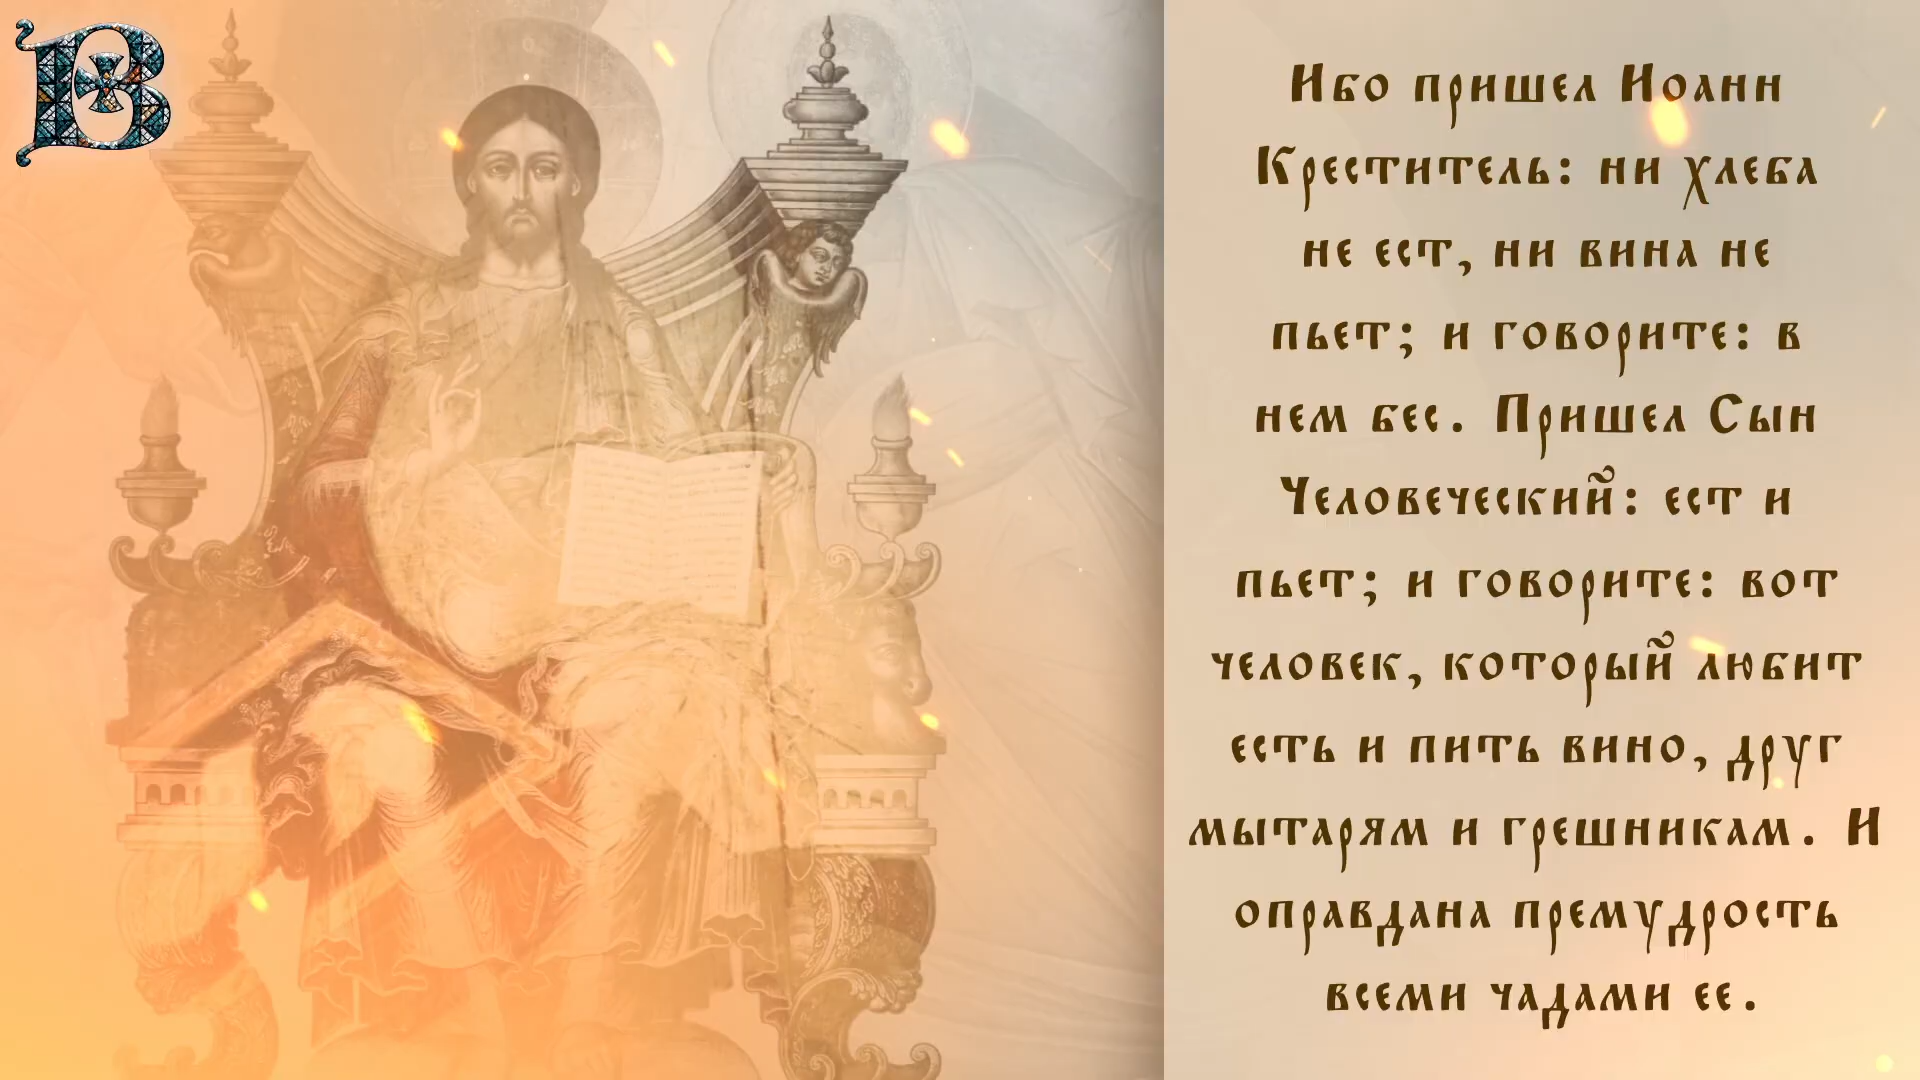 В
Ибо пришел Иоанн
Креститель: ни хлеба
не ест, ни вина не
пьет; и говорите: в
нем бес. Пришел Сын
Человеческий: ест и
пьет; и говорите: вот
человек, который любит
есть и пить вино, друг
мытарям и грешникам. И
оправдана премудрость
всеми чадами ее.